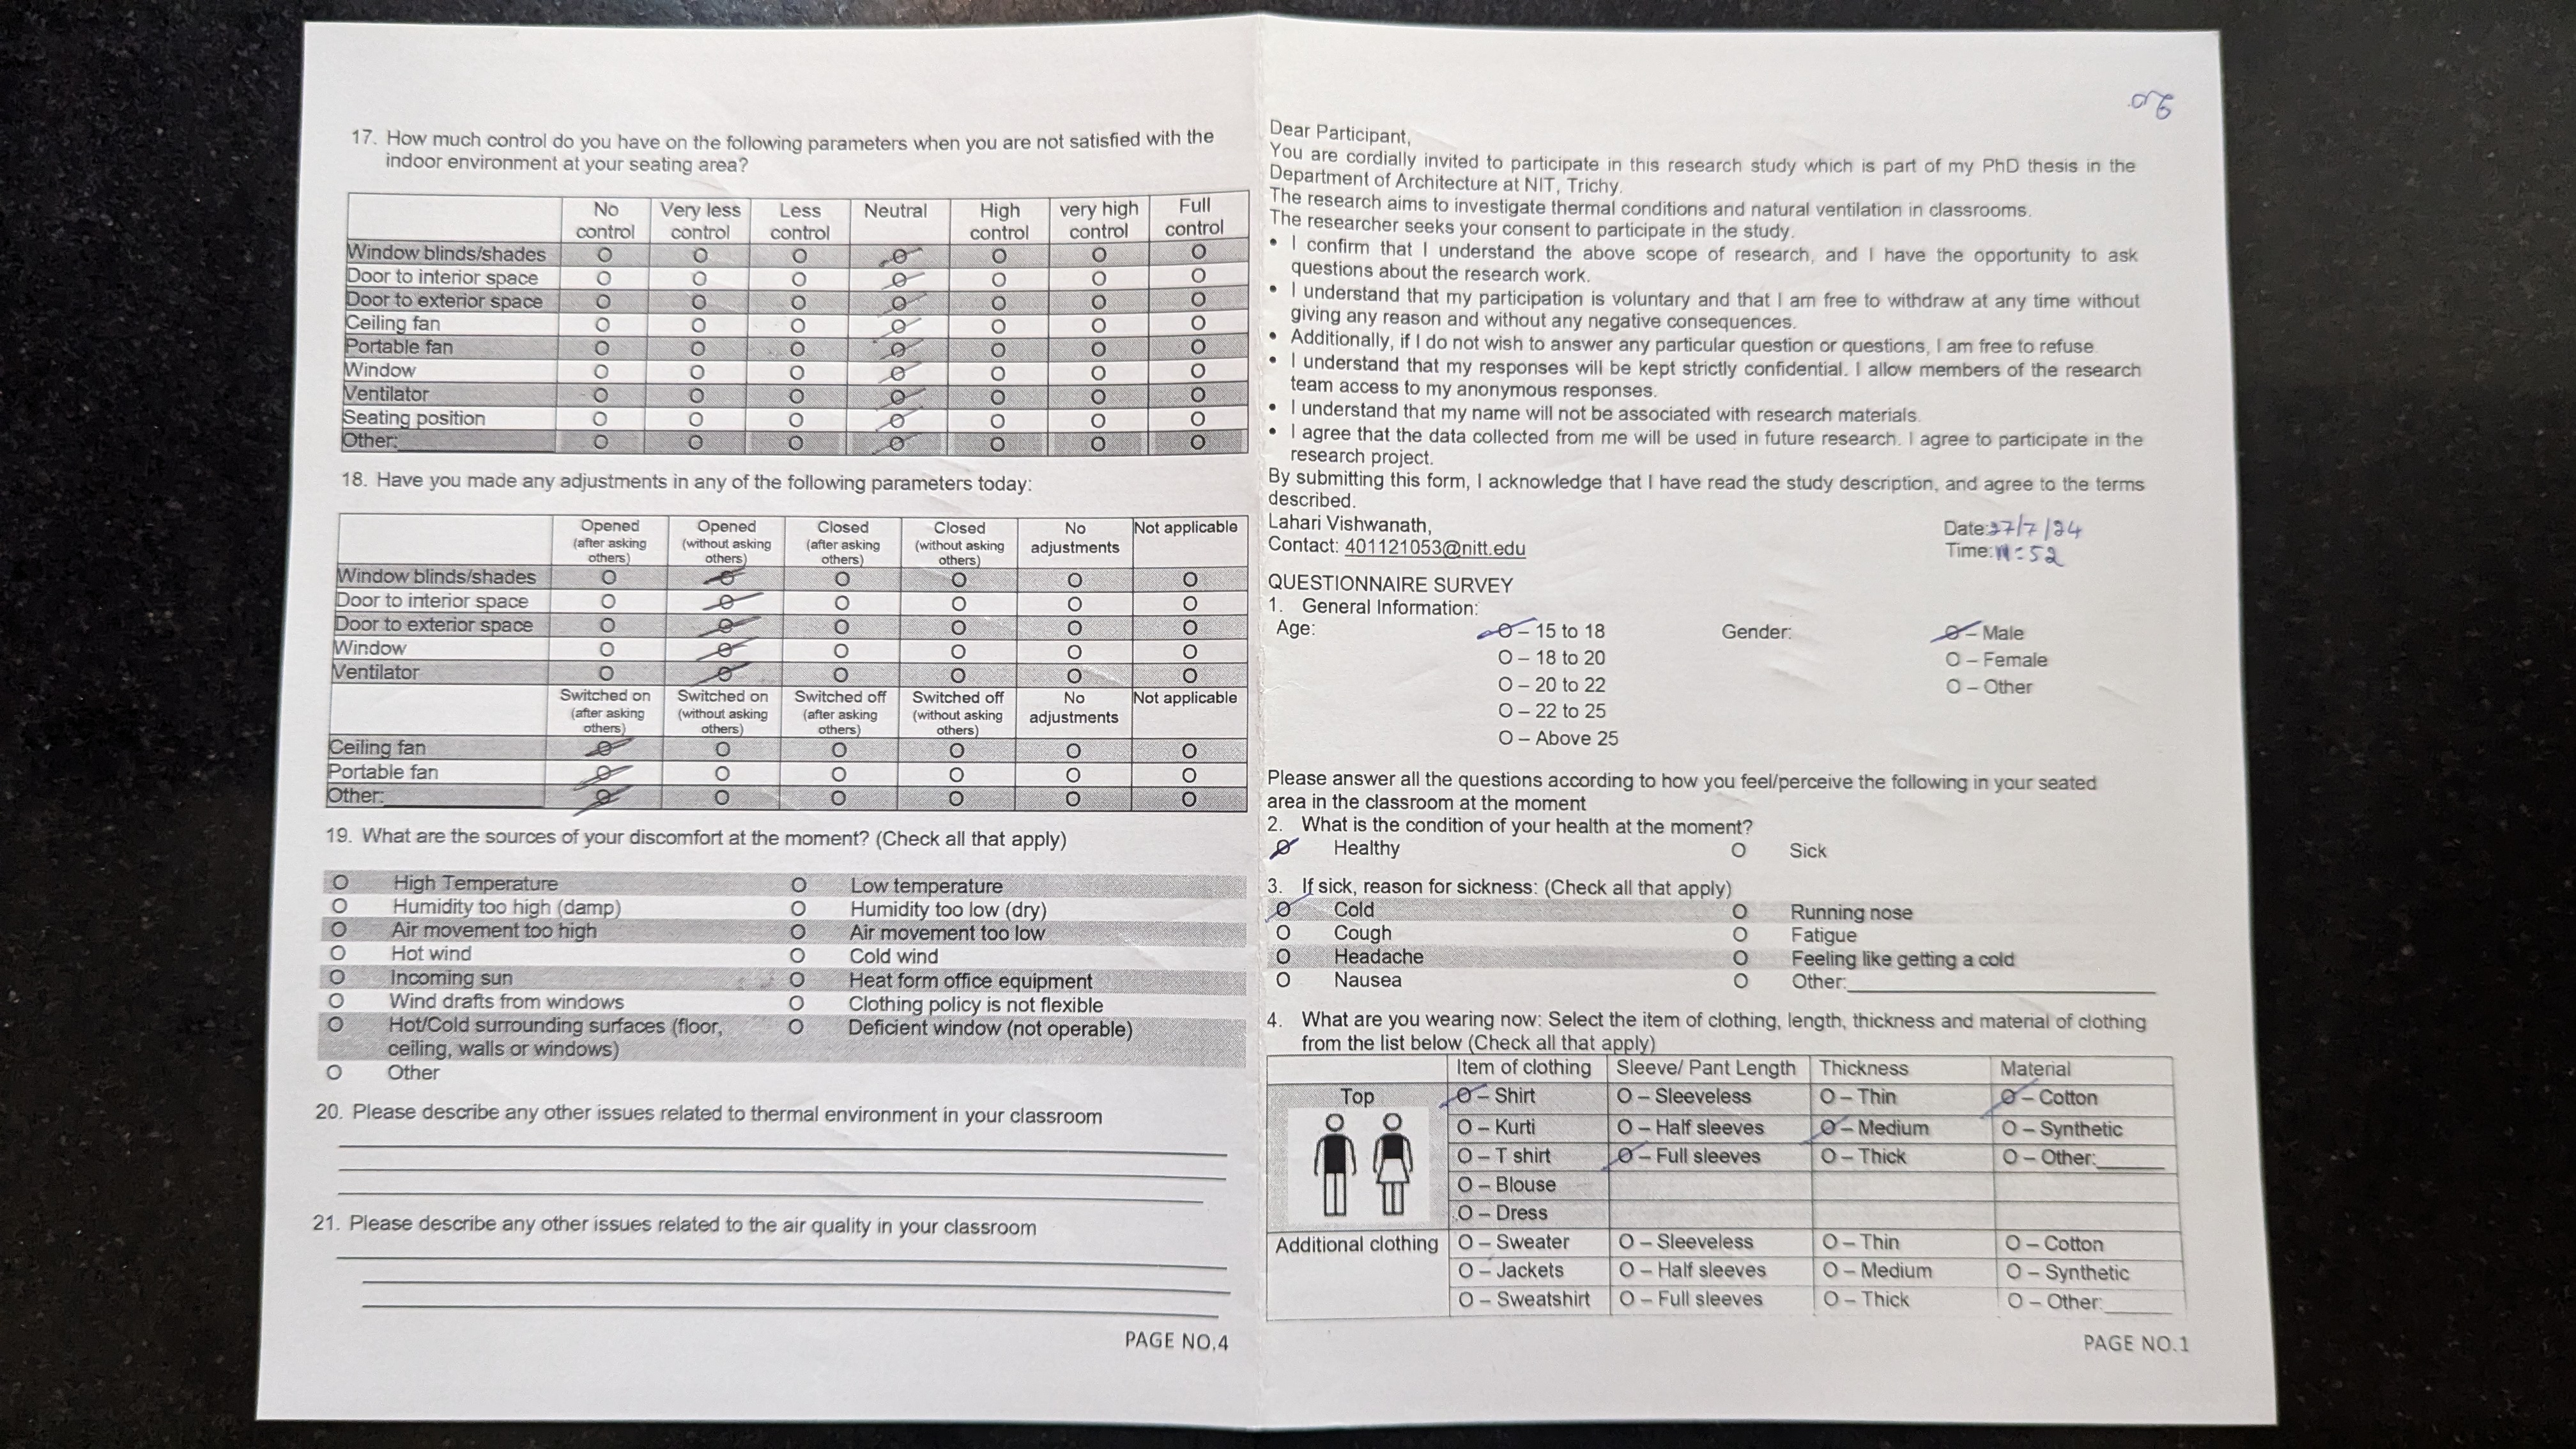 17. How much control do you have on the following parameters when you are not satisfied with the
indoor environment at your seating area?
No control Very less control Less control Neutral High control very high control Full control
Window blinds/shades O O O O O O O
Door to interior space O O O O O O O
Door to exterior space O O O O O O O
Ceiling fan O O O O O O O
Portable fan O O O O O O O
Window O O O O O O O
Ventilator O O O O O O O
Seating position O O O O O O O
Other:________ O O O O O O O
18. Have you made any adjustments in any of the following parameters today:
Opened (after asking others) Opened (without asking others) Closed (after asking others) Closed (without asking others) No adjustments Not applicable
Window blinds/shades O O O O O O
Door to interior space O O O O O O
Door to exterior space O O O O O O
Window O O O O O O
Ventilator O O O O O O
Switched on (after asking others) Switched on (without asking others) Switched off (after asking others) Switched off (without asking others) No adjustments Not applicable
Ceiling fan O O O O O O
Portable fan O O O O O O
Other:________ O O O O O O
19. What are the sources of your discomfort at the moment? (Check all that apply)
O High Temperature O Low temperature
O Humidity too high (damp) O Humidity too low (dry)
O Air movement too high O Air movement too low
O Hot wind O Cold wind
O Incoming sun O Heat form office equipment
O Wind drafts from windows O Clothing policy is not flexible
O Hot/Cold surrounding surfaces (floor, O Deficient window (not operable)
ceiling, walls or windows)
O Other
20. Please describe any other issues related to thermal environment in your classroom
21. Please describe any other issues related to the air quality in your classroom
PAGE NO.4
Dear Participant,
You are cordially invited to participate in this research study which is part of my PhD thesis in the
Department of Architecture at NIT, Trichy.
The research aims to investigate thermal conditions and natural ventilation in classrooms.
The researcher seeks your consent to participate in the study.
• I confirm that I understand the above scope of research, and I have the opportunity to ask
questions about the research work.
• I understand that my participation is voluntary and that I am free to withdraw at any time without
giving any reason and without any negative consequences.
• Additionally, if I do not wish to answer any particular question or questions, I am free to refuse.
• I understand that my responses will be kept strictly confidential. I allow members of the research
team access to my anonymous responses.
• I understand that my name will not be associated with research materials.
• I agree that the data collected from me will be used in future research. I agree to participate in the
research project.
By submitting this form, I acknowledge that I have read the study description, and agree to the terms
described.
Lahari Vishwanath, Date:27/7/24
Contact: 401121053@nitt.edu Time:
QUESTIONNAIRE SURVEY
1. General Information:
Age: O – 15 to 18 Gender: O – Male
O – 18 to 20 O – Female
O – 20 to 22 O – Other
O – 22 to 25
O – Above 25
Please answer all the questions according to how you feel/perceive the following in your seated
area in the classroom at the moment
2. What is the condition of your health at the moment?
O Healthy O Sick
3. If sick, reason for sickness: (Check all that apply)
O Cold O Running nose
O Cough O Fatigue
O Headache O Feeling like getting a cold
O Nausea O Other:________
4. What are you wearing now: Select the item of clothing, length, thickness and material of clothing
from the list below (Check all that apply)
Item of clothing Sleeve/ Pant Length Thickness Material
Top O – Shirt O – Sleeveless O – Thin O – Cotton
O – Kurti O – Half sleeves O – Medium O – Synthetic
O – T shirt O – Full sleeves O – Thick O – Other:______
O – Blouse
O – Dress
Additional clothing O – Sweater O – Sleeveless O – Thin O – Cotton
O – Jackets O – Half sleeves O – Medium O – Synthetic
O – Sweatshirt O – Full sleeves O – Thick O – Other:______
PAGE NO.1